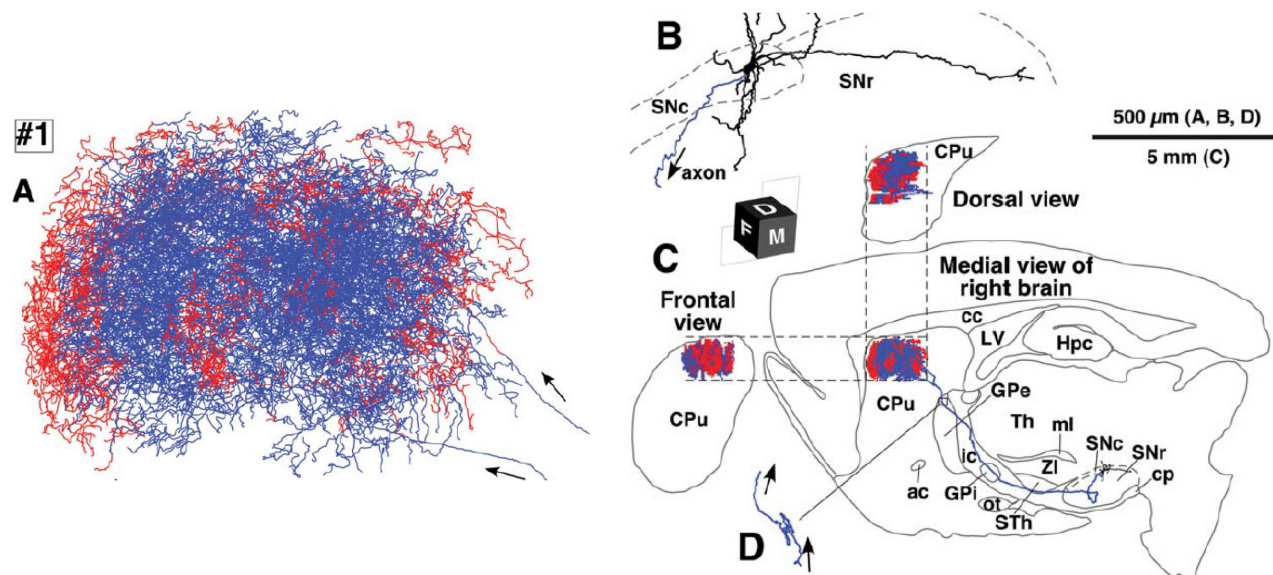 #1
A
B
SNc
SNr
axon
500 µm (A, B, D)
5 mm (C)
CPu
Dorsal view
D
F
M
C
Medial view of
right brain
Frontal
view
cc
LV
Hpc
CPu
CPu
GPe
Th
ml
SNc
SNr
ic
ZI
cp
ac
GPi
ot
STh
D